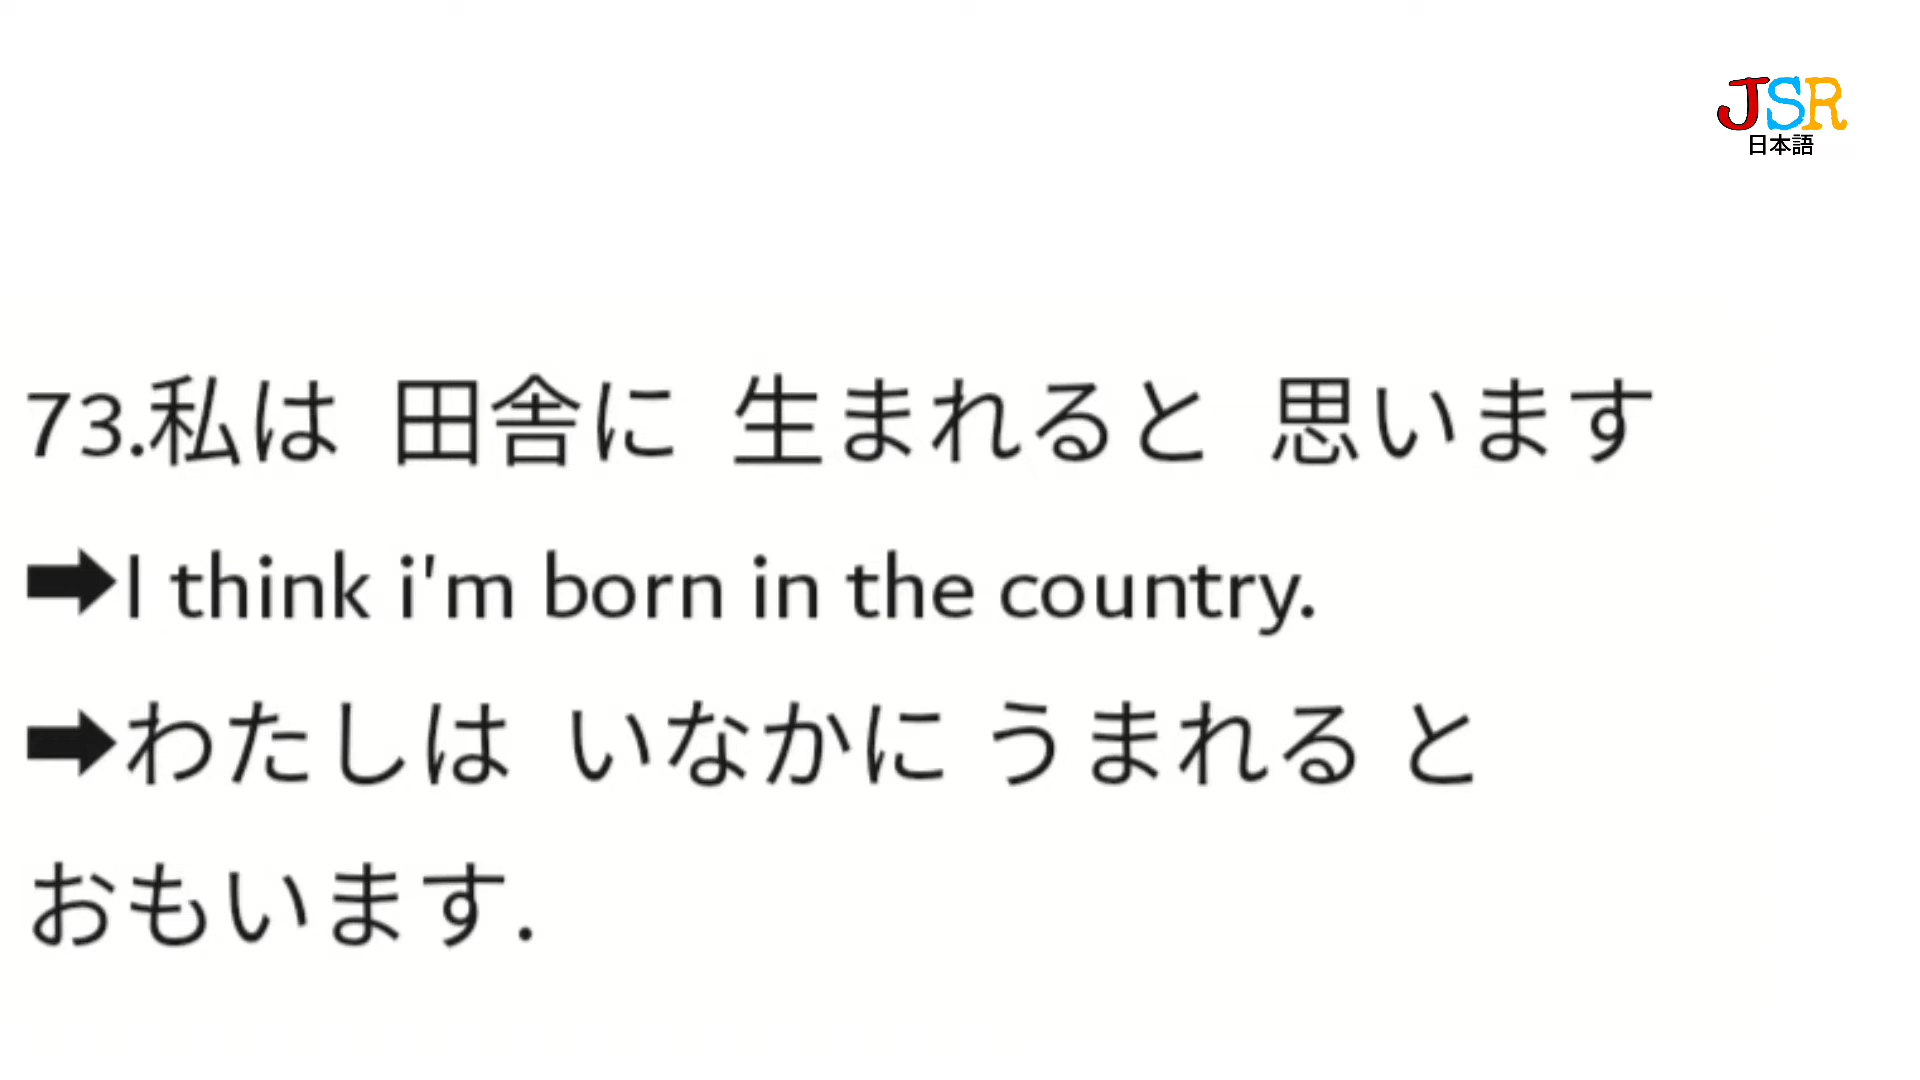 JSR
日本語
73.私は 田舎に 生まれると 思います
➡I think i'm born in the country.
➡わたしは いなかに うまれる と
おもいます.